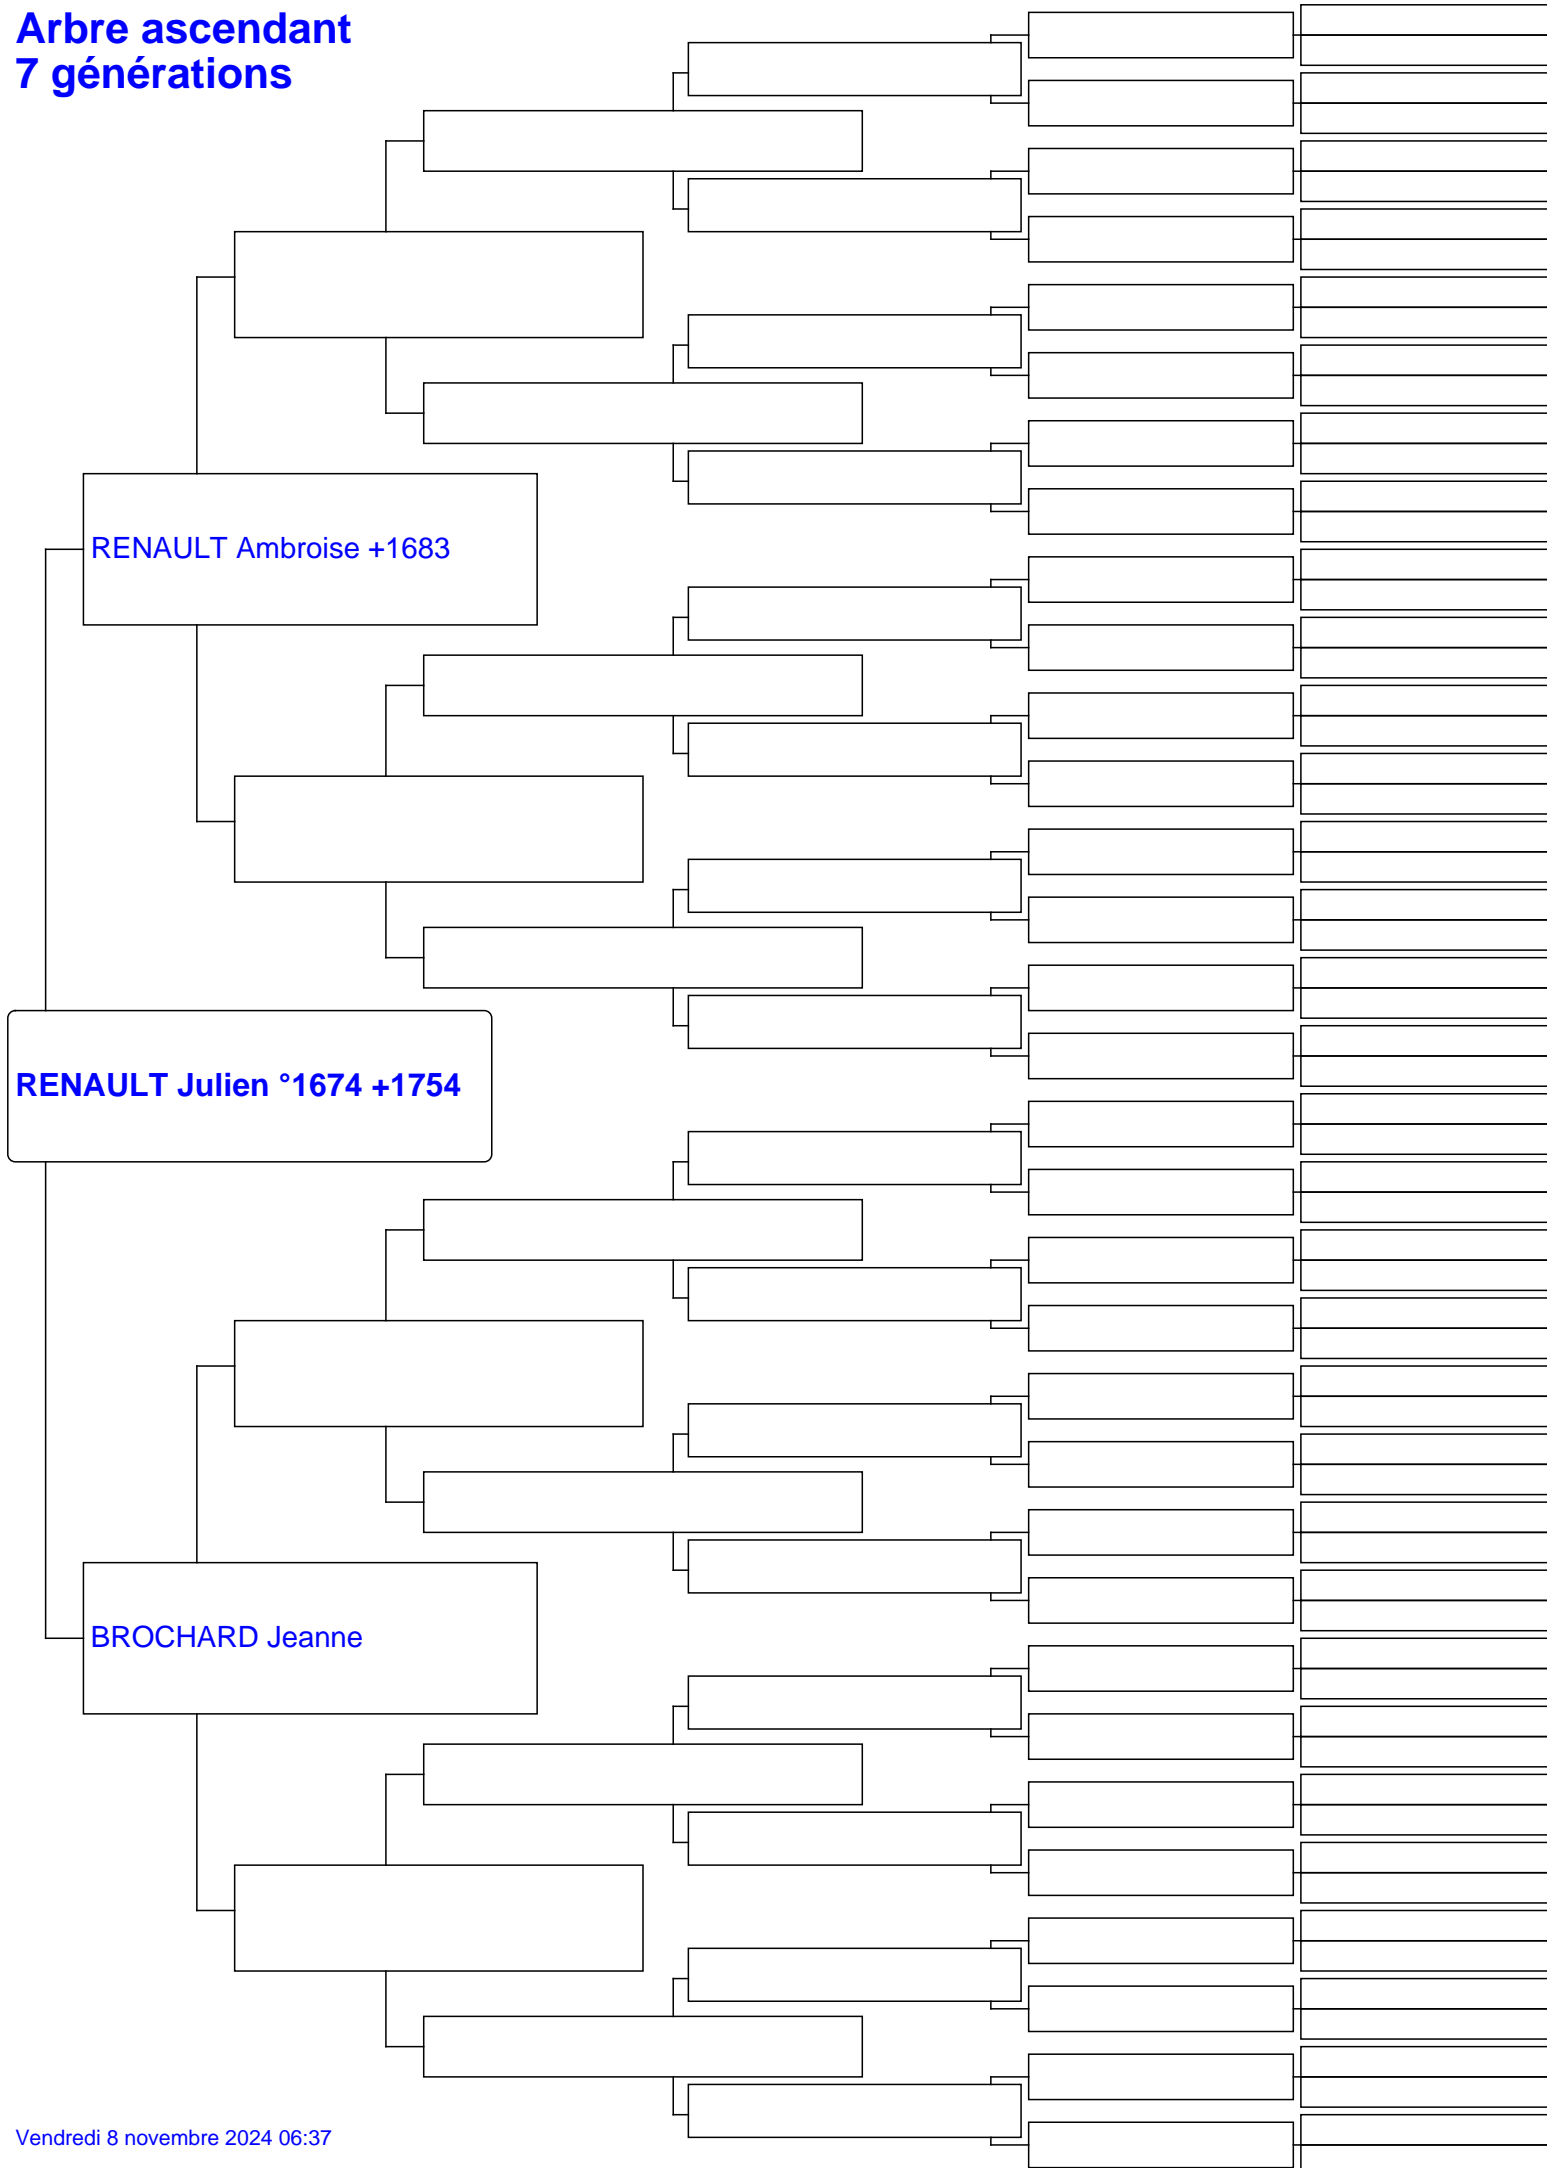 Arbre ascendant
7 générations
RENAULT Ambroise +1683
RENAULT Julien °1674 +1754
BROCHARD Jeanne
Vendredi 8 novembre 2024 06:37